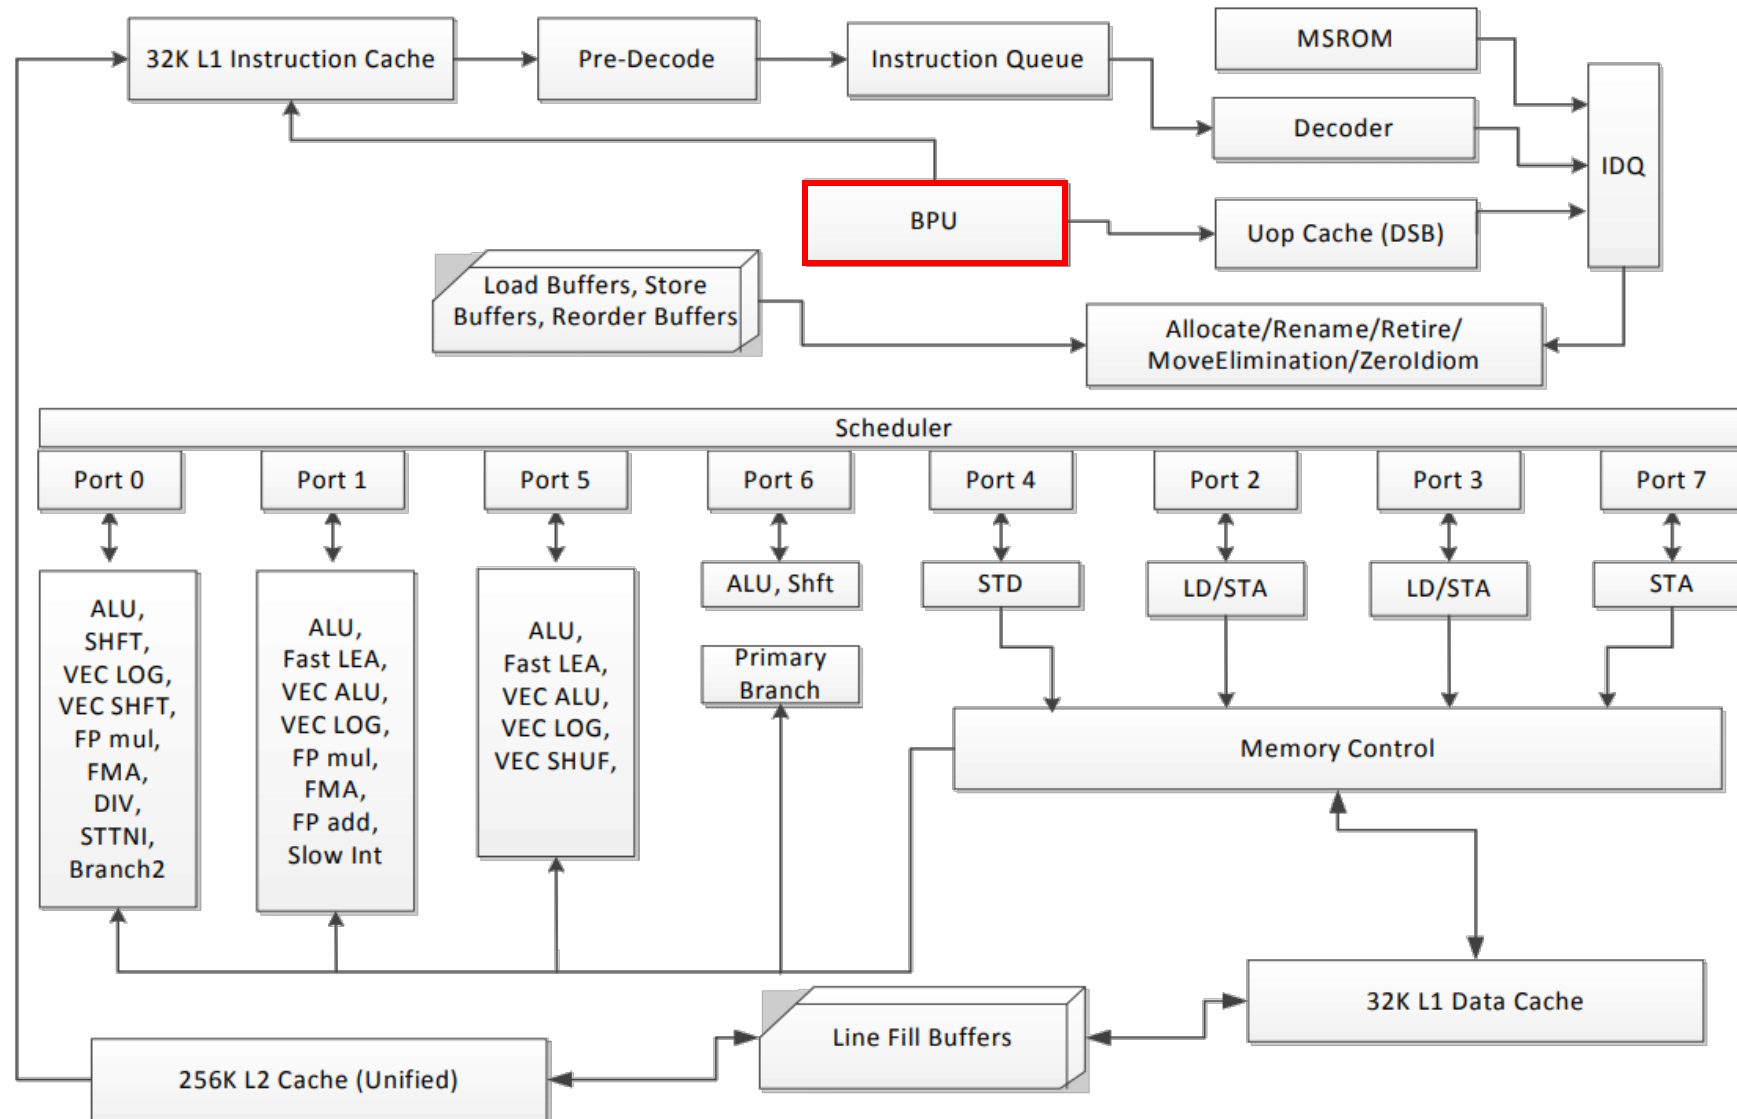 32K L1 Instruction Cache
Pre-Decode
Instruction Queue
MSROM
Decoder
IDQ
BPU
Uop Cache (DSB)
Load Buffers, Store
Buffers, Reorder Buffers
Allocate/Rename/Retire/
MoveElimination/ZeroIdiom
Scheduler
Port 0
Port 1
Port 5
Port 6
Port 4
Port 2
Port 3
Port 7
ALU,
SHFT,
VEC LOG,
VEC SHFT,
FP mul,
FMA,
DIV,
STTNI,
Branch2
ALU,
Fast LEA,
VEC ALU,
VEC LOG,
FP mul,
FMA,
FP add,
Slow Int
ALU,
Fast LEA,
VEC ALU,
VEC LOG,
VEC SHUF,
ALU, Shft
Primary
Branch
STD
LD/STA
LD/STA
STA
Memory Control
32K L1 Data Cache
Line Fill Buffers
256K L2 Cache (Unified)